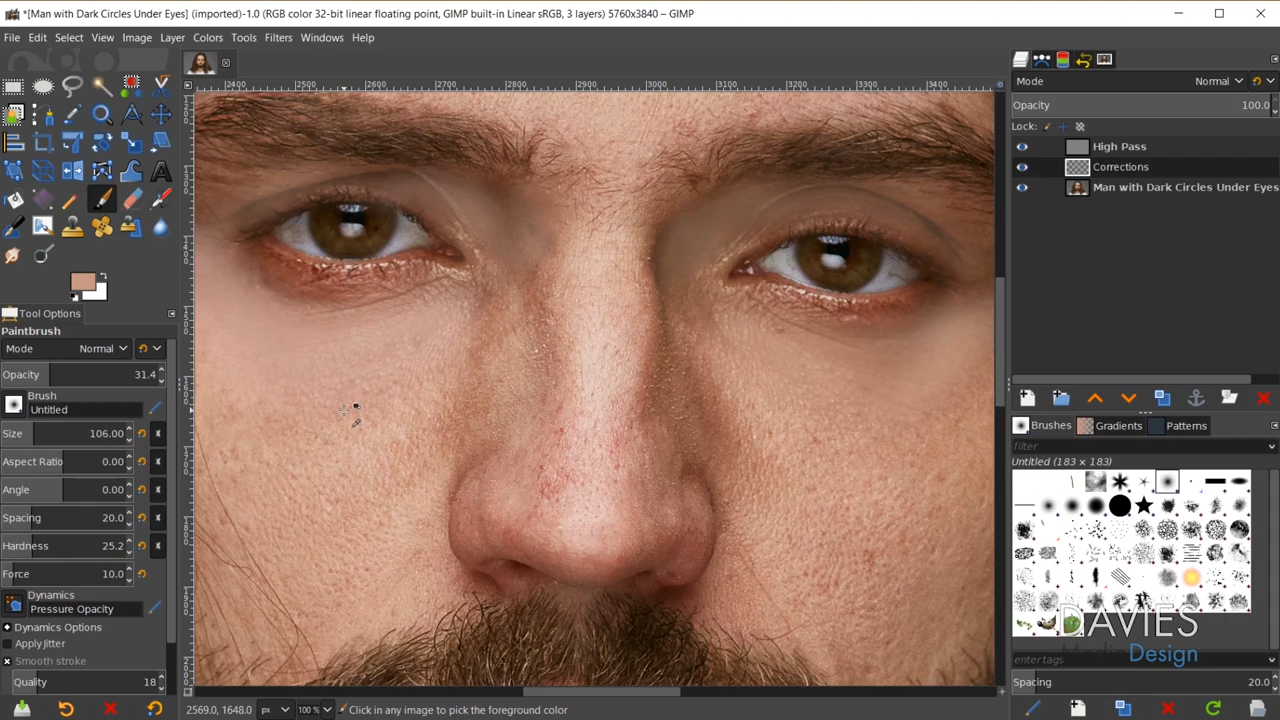 *[Man with Dark Circles Under Eyes] (imported)-1.0 (RGB color 32-bit linear floating point, GIMP built-in Linear sRGB, 3 layers) 5760x3840 – GIMP
File Edit Select View Image Layer Colors Tools Filters Windows Help
2400 2500 2600 2700 2800 2900 3000 3100 3200 3300 3400
Mode Normal
Opacity 100.0
Lock:
High Pass
Corrections
Man with Dark Circles Under Eyes
Tool Options
Paintbrush
Mode Normal
Opacity 31.4
Brush
Untitled
Size 106.00
Aspect Ratio 0.00
Angle 0.00
Spacing 20.0
Hardness 25.2
Force 10.0
Dynamics
Pressure Opacity
Dynamics Options
Apply Jitter
Smooth stroke
Quality 18
Brushes Gradients Patterns
filter
Untitled (183 × 183)
DAVIES
Media Design
enter tags
Spacing 20.0
2569.0, 1648.0 px 100 % Click in any image to pick the foreground color